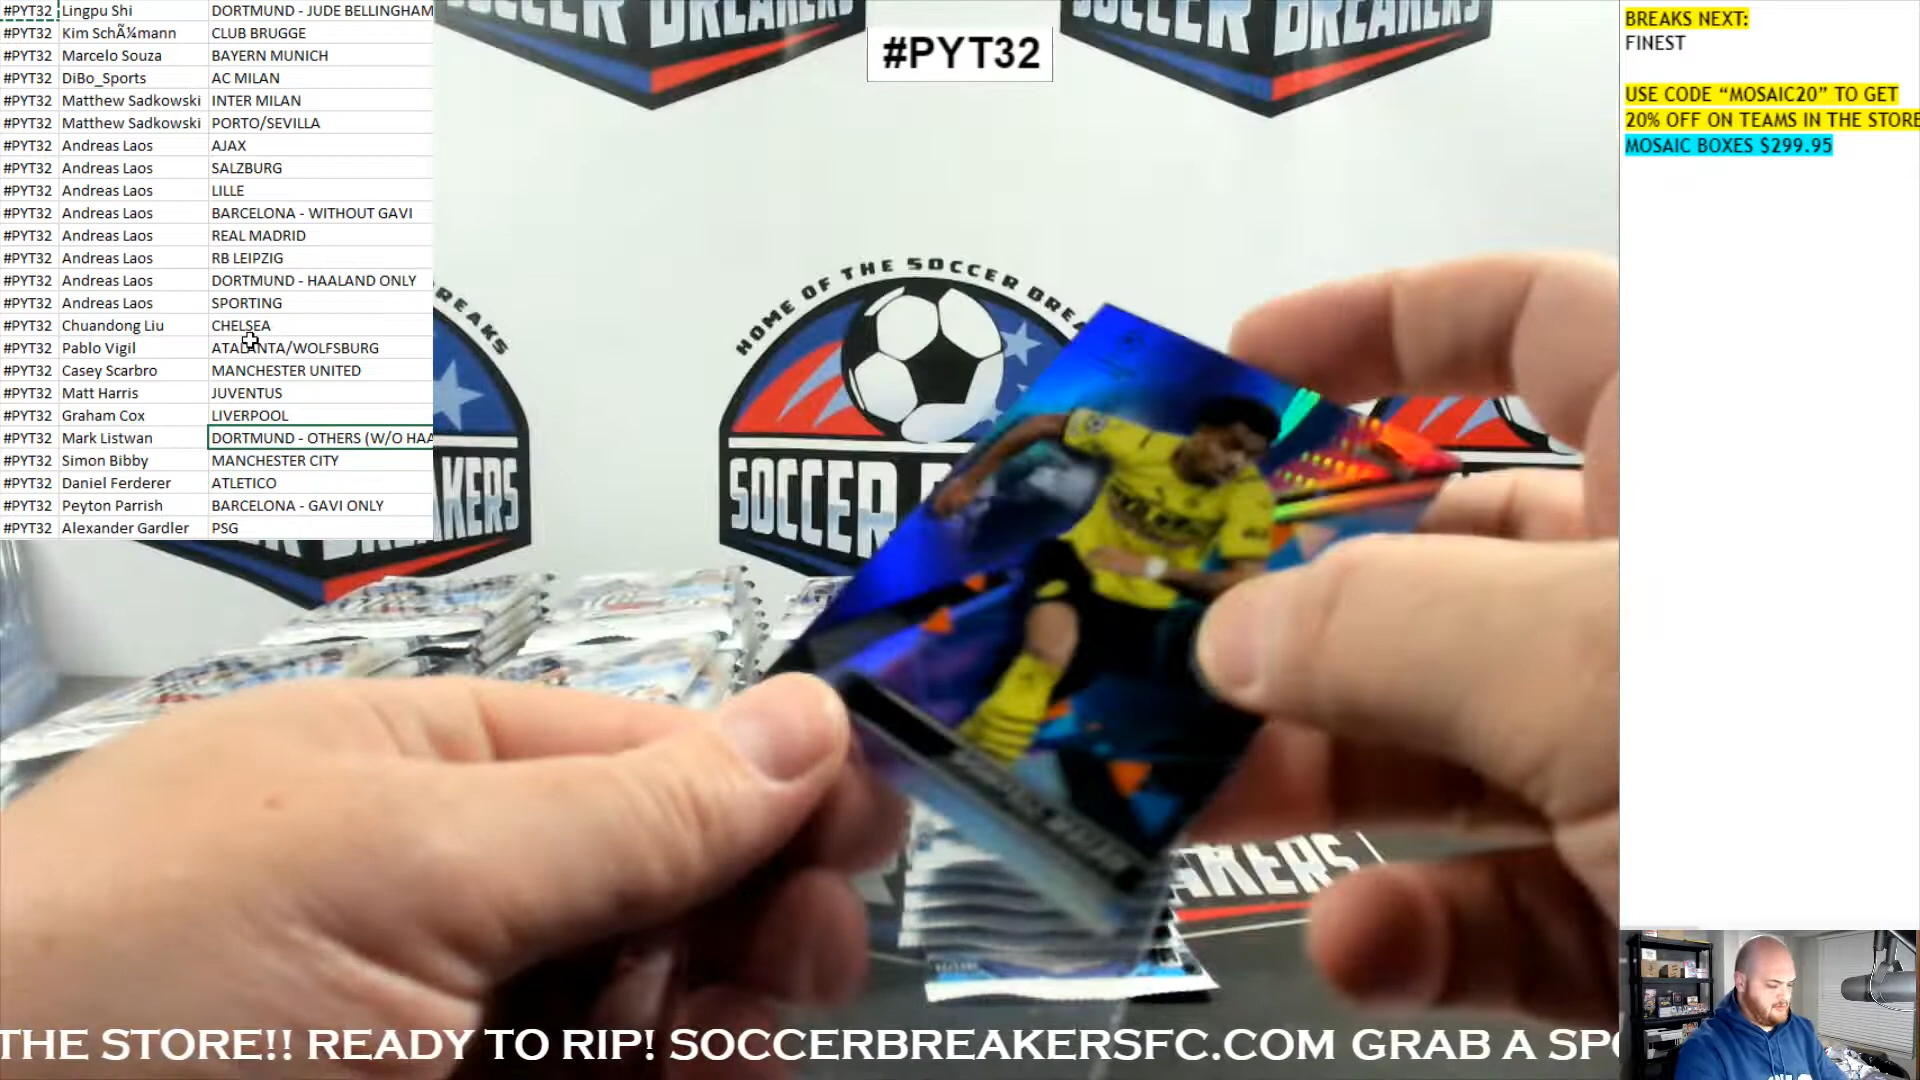 #PYT32 Lingpu Shi DORTMUND - JUDE BELLINGHAM
#PYT32 Kim SchÃ¼mann CLUB BRUGGE
#PYT32 Marcelo Souza BAYERN MUNICH
#PYT32 DiBo_Sports AC MILAN
#PYT32 Matthew Sadkowski INTER MILAN
#PYT32 Matthew Sadkowski PORTO/SEVILLA
#PYT32 Andreas Laos AJAX
#PYT32 Andreas Laos SALZBURG
#PYT32 Andreas Laos LILLE
#PYT32 Andreas Laos BARCELONA - WITHOUT GAVI
#PYT32 Andreas Laos REAL MADRID
#PYT32 Andreas Laos RB LEIPZIG
#PYT32 Andreas Laos DORTMUND - HAALAND ONLY
#PYT32 Andreas Laos SPORTING
#PYT32 Chuandong Liu CHELSEA
#PYT32 Pablo Vigil ATALANTA/WOLFSBURG
#PYT32 Casey Scarbro MANCHESTER UNITED
#PYT32 Matt Harris JUVENTUS
#PYT32 Graham Cox LIVERPOOL
#PYT32 Mark Listwan DORTMUND - OTHERS (W/O HAA
#PYT32 Simon Bibby MANCHESTER CITY
#PYT32 Daniel Ferderer ATLETICO
#PYT32 Peyton Parrish BARCELONA - GAVI ONLY
#PYT32 Alexander Gardler PSG
SOCCER BREAKERS
#PYT32
SOCCER BREAKERS
BREAKS NEXT:
FINEST
USE CODE “MOSAIC20” TO GET
20% OFF ON TEAMS IN THE STORE
MOSAIC BOXES $299.95
HOME OF THE SOCCER BREA
SOCCER
BREAKERS
THE STORE!! READY TO RIP! SOCCERBREAKERSFC.COM GRAB A SPO